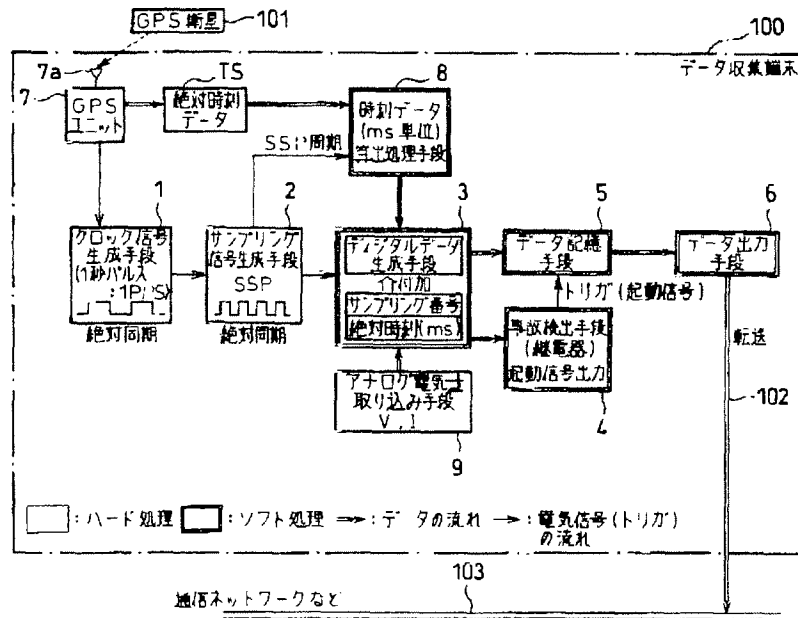 GPS衛星
101
100
データ収集端末
7a
7
GPS
ユニット
TS
絶対時刻
データ
8
時刻データ
(ms 単位)
算出処理手段
SSP周期
1
クロック信号
生成手段
(1秒パルス
:1PPS)
絶対同期
2
サンプリング
信号生成手段
SSP
絶対同期
3
ディジタルデータ
生成手段
付加
サンプリング番号
絶対時刻(ms)
5
データ記憶
手段
6
データ出力
手段
トリガ(起動信号)
事故検出手段
(継電器)
起動信号出力
4
転送
102
アナログ電気量
取り込み手段
V,I
9
:ハード処理
:ソフト処理
:データの流れ
:電気信号(トリガ)
の流れ
通信ネットワークなど
103